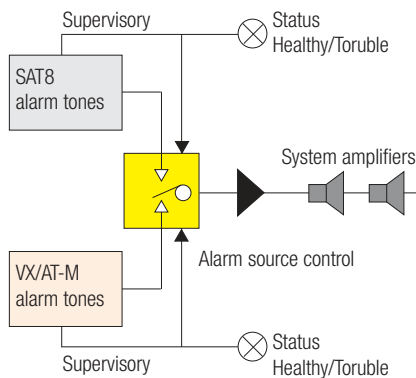 Supervisory
Status
Healthy/Toruble
SAT8
alarm tones
System amplifiers
Alarm source control
VX/AT-M
alarm tones
Supervisory
Status
Healthy/Toruble